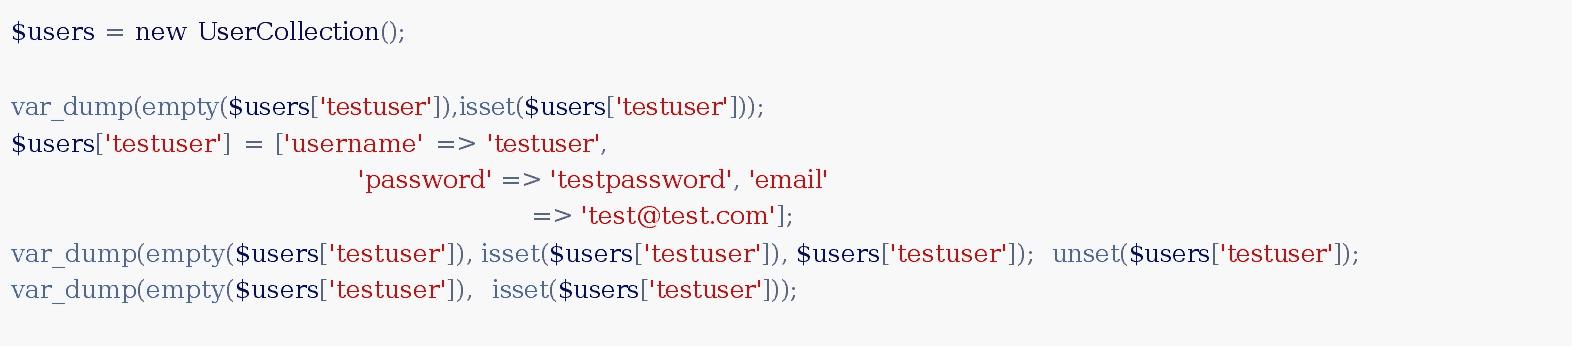 $users = new UserCollection();
var_dump(empty($users['testuser']),isset($users['testuser']));
$users['testuser'] = ['username' => 'testuser',
'password' => 'testpassword', 'email'
=> 'test@test.com'];
var_dump(empty($users['testuser']), isset($users['testuser']), $users['testuser']); unset($users['testuser']);
var_dump(empty($users['testuser']), isset($users['testuser']));